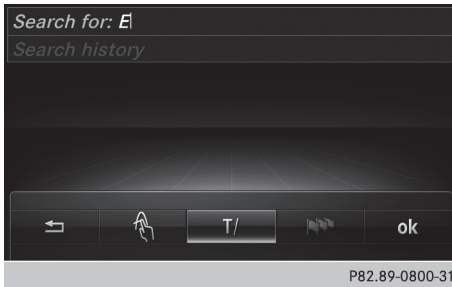 Search for: E
Search history
T/
ok
P82.89-0800-31